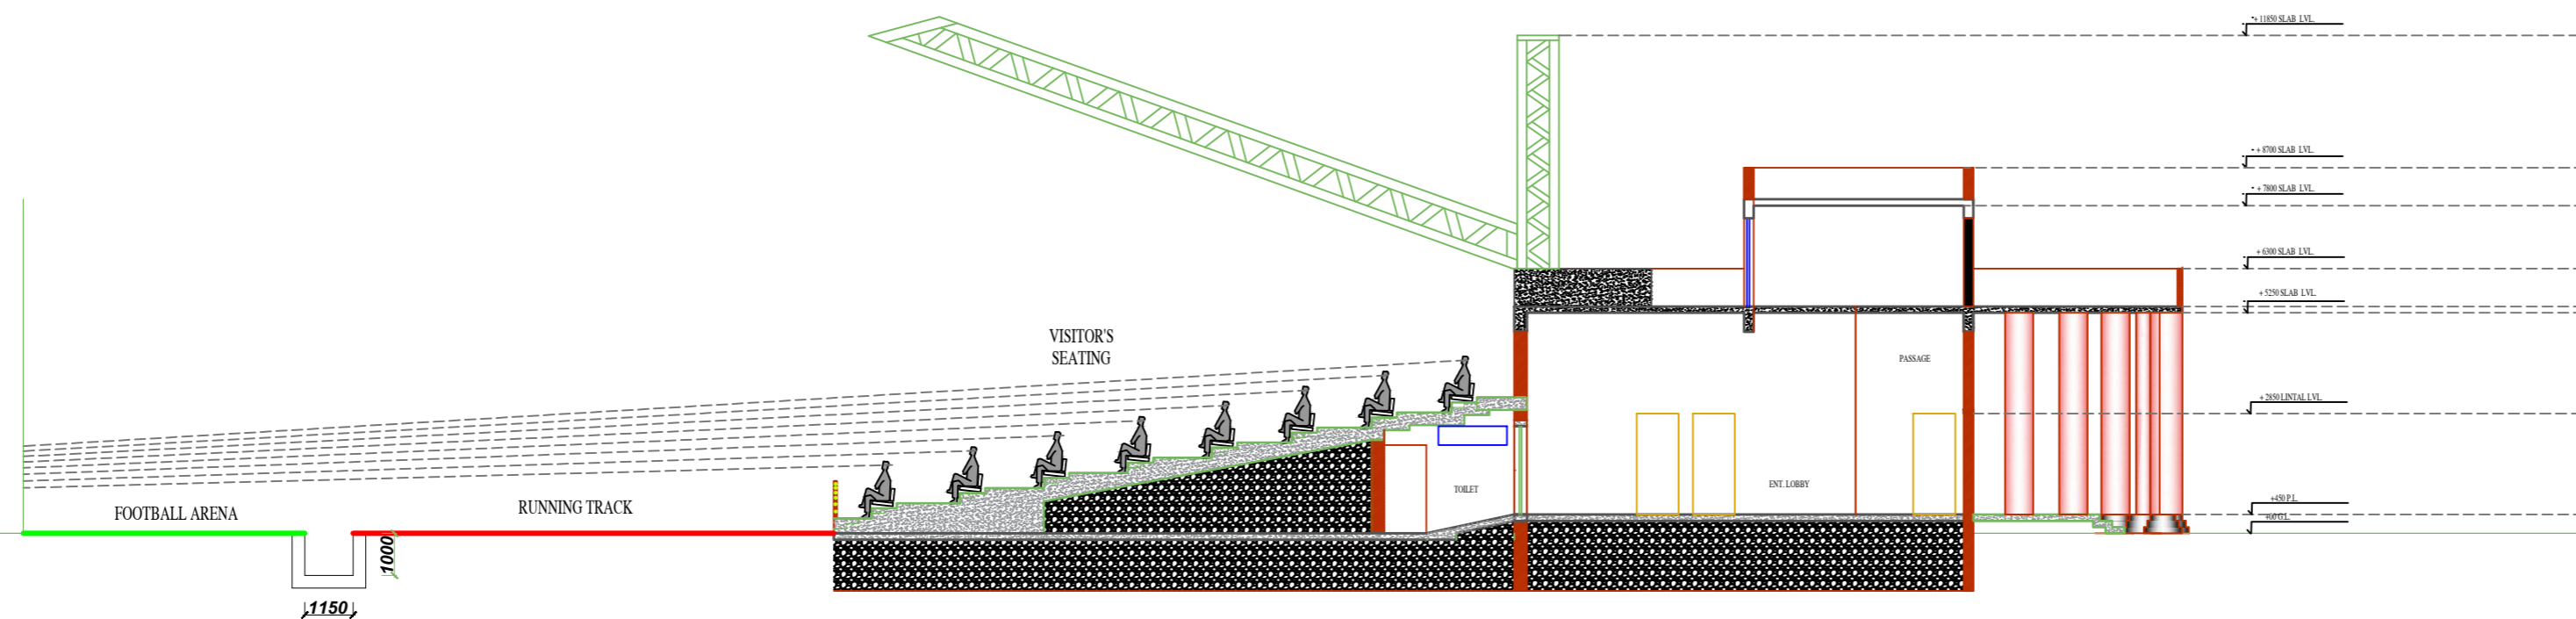 + 11850 SLAB LVL.
+ 8700 SLAB LVL.
+ 7800 SLAB LVL.
+ 6300 SLAB LVL.
+ 5250 SLAB LVL.
VISITOR'S
SEATING
PASSAGE
+ 2850 LINTAL LVL.
TOILET
ENT. LOBBY
+450 P.L.
FOOTBALL ARENA
RUNNING TRACK
+00 G.L.
1000
1150